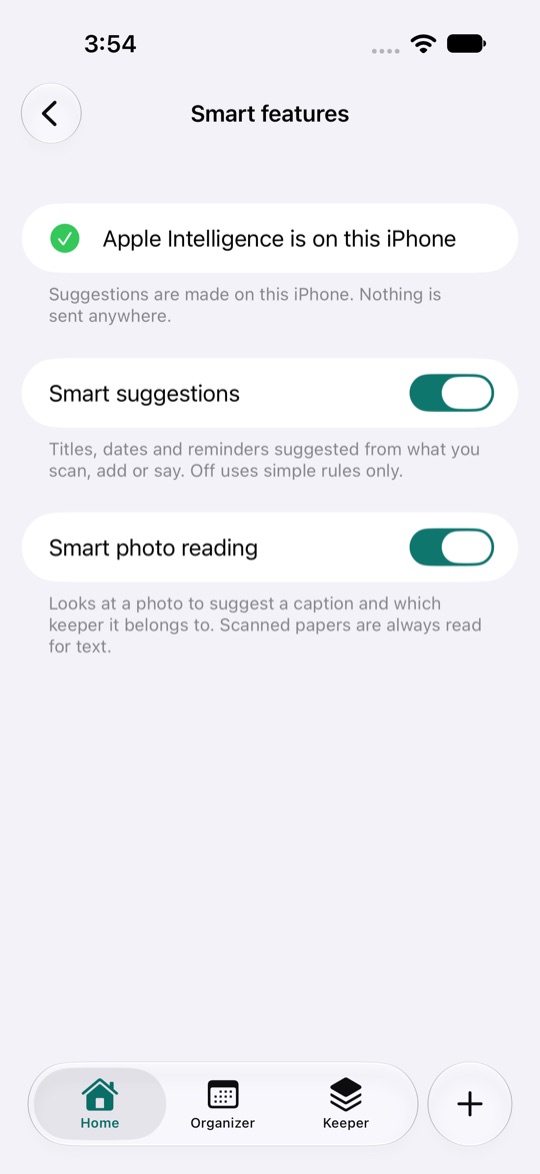 3:54
Smart features
Apple Intelligence is on this iPhone
Suggestions are made on this iPhone. Nothing is
sent anywhere.
Smart suggestions
Titles, dates and reminders suggested from what you
scan, add or say. Off uses simple rules only.
Smart photo reading
Looks at a photo to suggest a caption and which
keeper it belongs to. Scanned papers are always read
for text.
Home
Organizer
Keeper